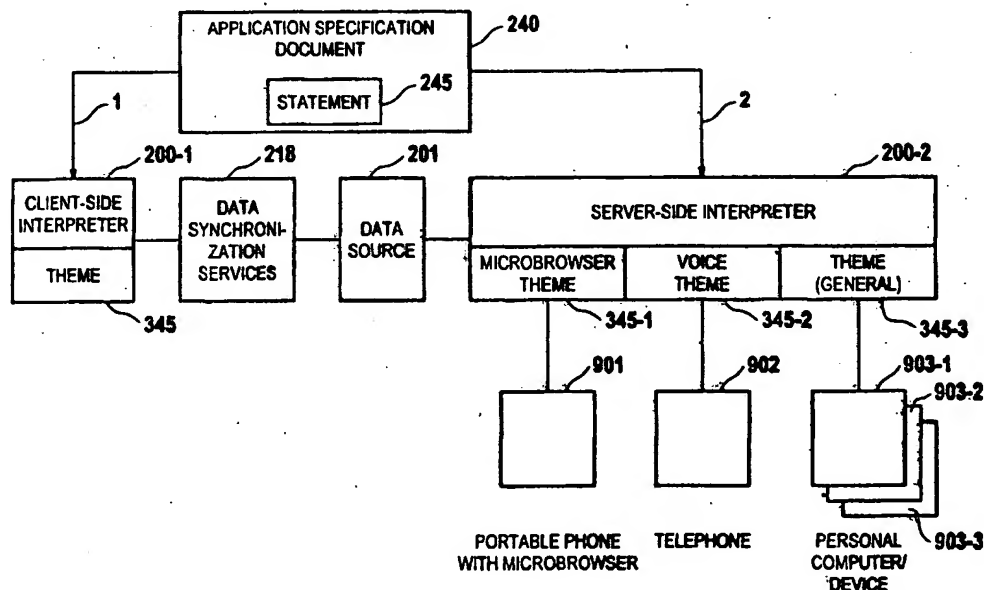 APPLICATION SPECIFICATION
DOCUMENT
240
STATEMENT
245
1
2
200-1
218
201
200-2
CLIENT-SIDE
INTERPRETER
THEME
345
DATA
SYNCHRONI-
ZATION
SERVICES
DATA
SOURCE
SERVER-SIDE INTERPRETER
MICROBROWSER
THEME
VOICE
THEME
THEME
(GENERAL)
345-1
345-2
345-3
901
902
903-1
903-2
903-3
PORTABLE PHONE
WITH MICROBROWSER
TELEPHONE
PERSONAL
COMPUTER/
DEVICE